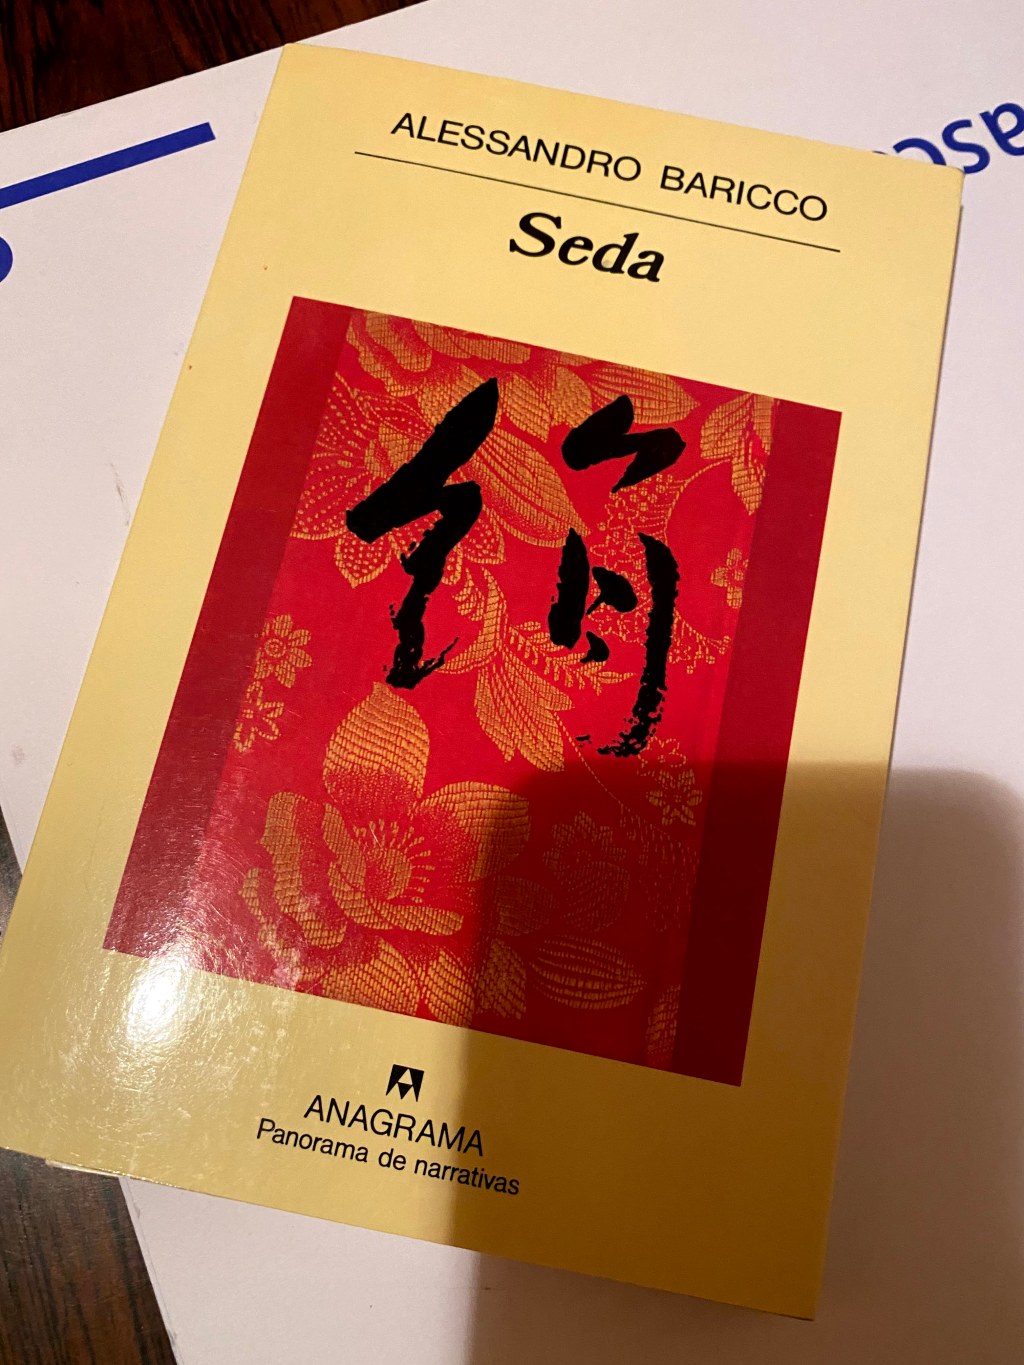 ALESSANDRO BARICCO
Seda
絹
ANAGRAMA
Panorama de narrativas